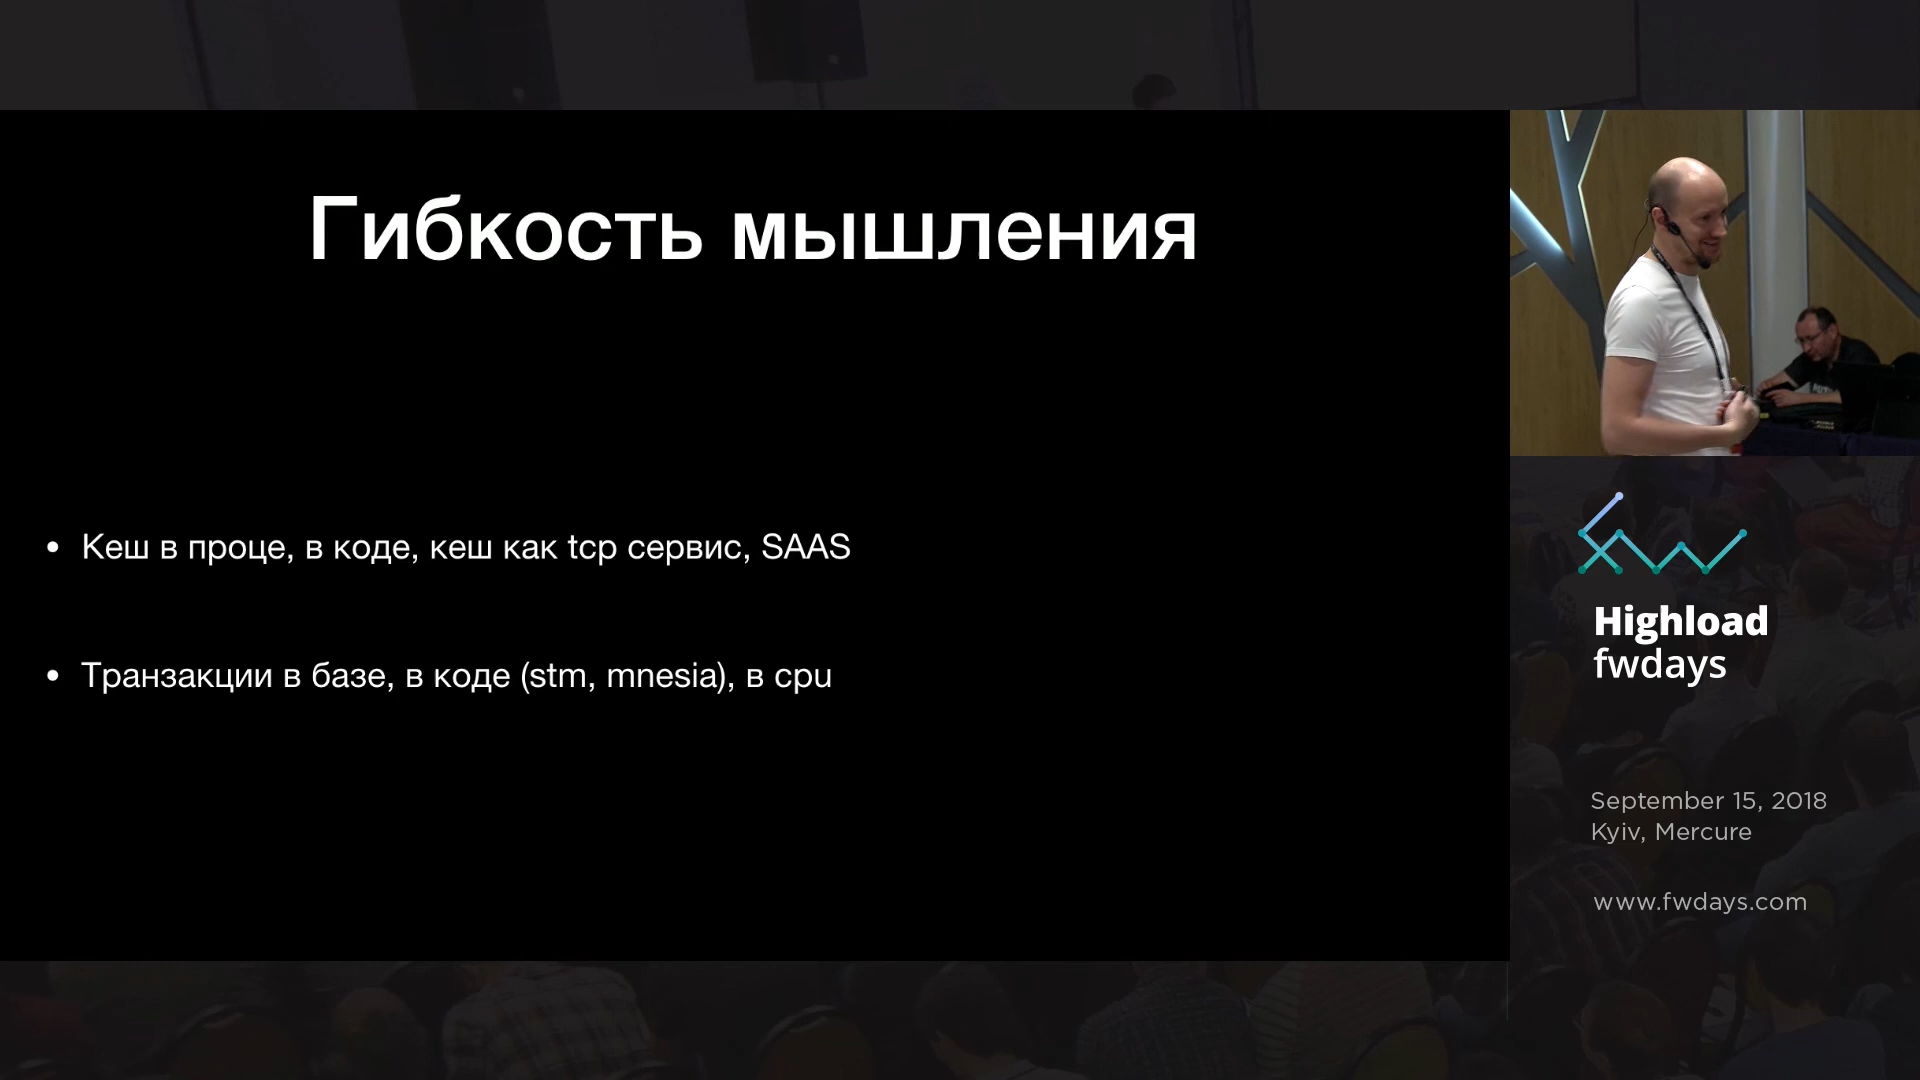 Гибкость мышления
• Кеш в проце, в коде, кеш как tcp сервис, SAAS
• Транзакции в базе, в коде (stm, mnesia), в cpu
Highload
fwdays
September 15, 2018
Kyiv, Mercure
www.fwdays.com